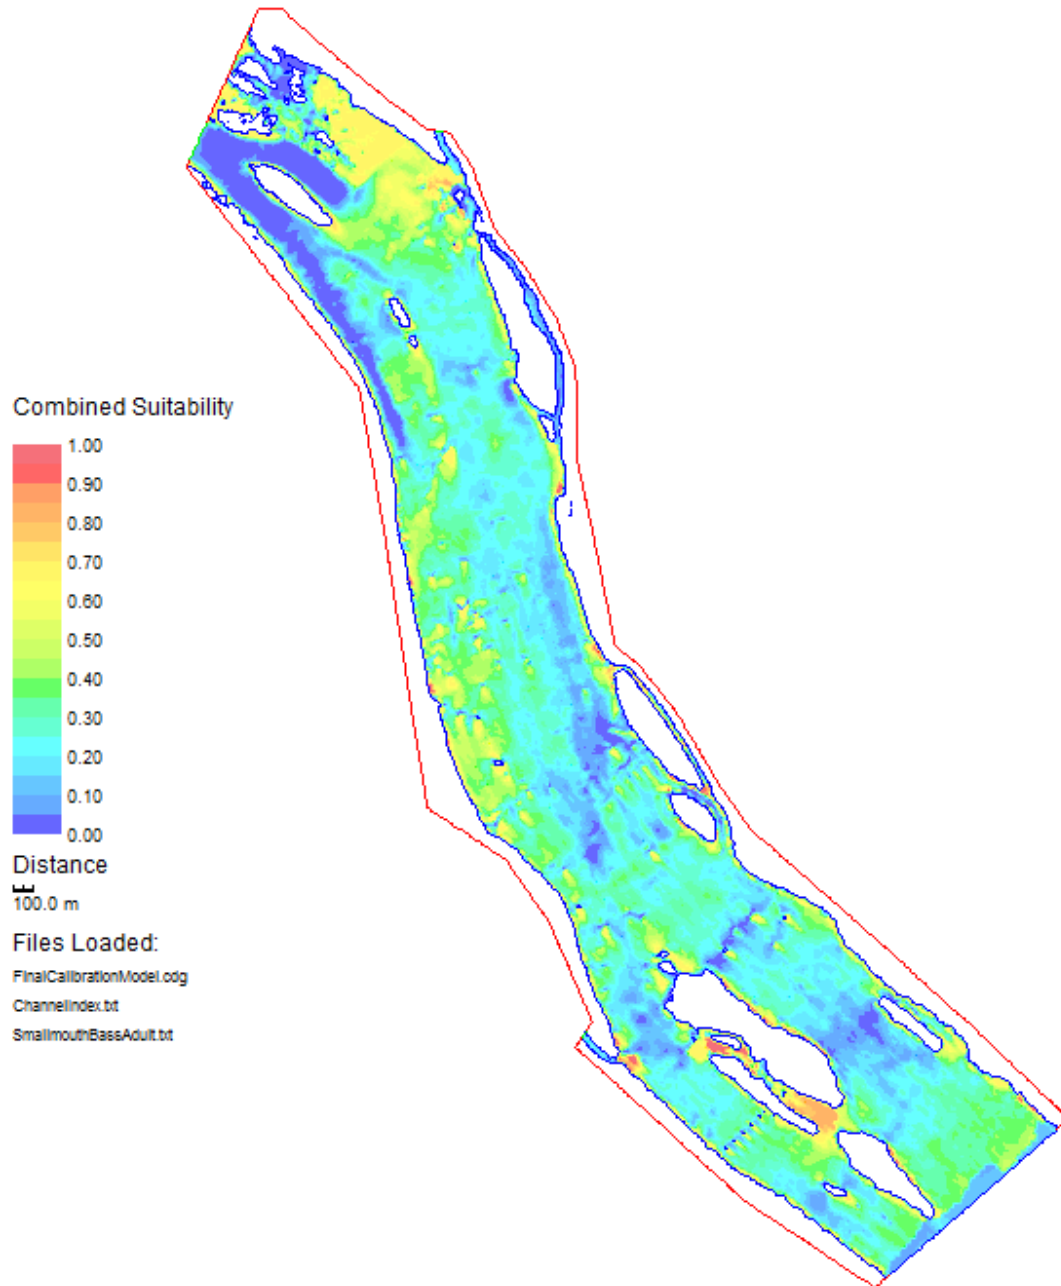 Combined Suitability
1.00
0.90
0.80
0.70
0.60
0.50
0.40
0.30
0.20
0.10
0.00
Distance
100.0 m
Files Loaded:
FinalCalibrationModel.cdg
ChannelIndex.txt
SmallmouthBassAdult.txt